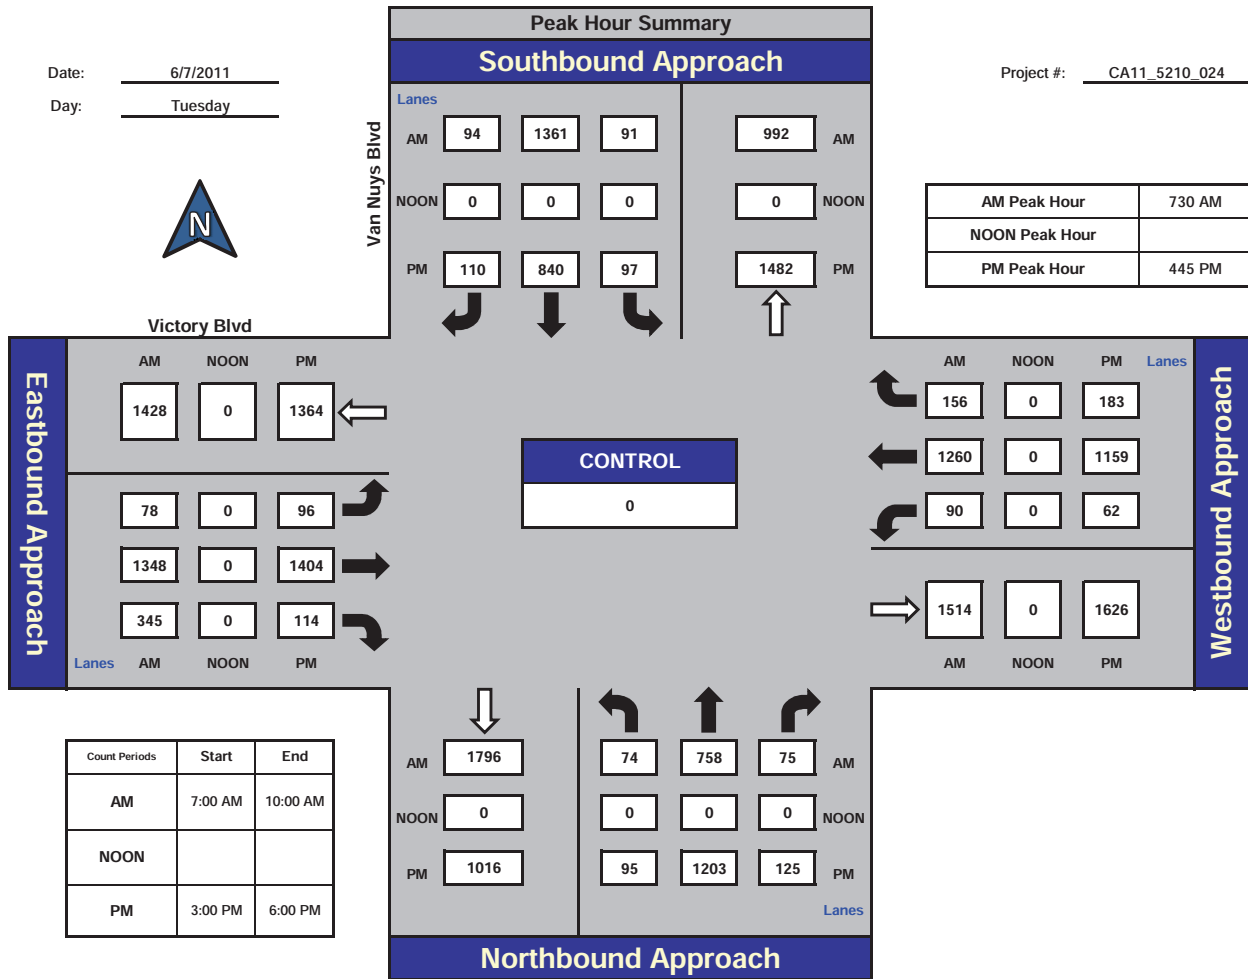 Peak Hour Summary
Southbound Approach
Date: 6/7/2011
Day: Tuesday
Project #: CA11_5210_024
Van Nuys Blvd
Lanes
AM 94 1361 91 992 AM
NOON 0 0 0 0 NOON
PM 110 840 97 1482 PM
N
AM Peak Hour 730 AM
NOON Peak Hour
PM Peak Hour 445 PM
Victory Blvd
Eastbound Approach
AM NOON PM
1428 0 1364
78 0 96
1348 0 1404
345 0 114
Lanes AM NOON PM
CONTROL
0
AM NOON PM Lanes
156 0 183
1260 0 1159
90 0 62
1514 0 1626
AM NOON PM
Westbound Approach
Count Periods Start End
AM 7:00 AM 10:00 AM
NOON
PM 3:00 PM 6:00 PM
AM 1796 74 758 75 AM
NOON 0 0 0 0 NOON
PM 1016 95 1203 125 PM
Lanes
Northbound Approach